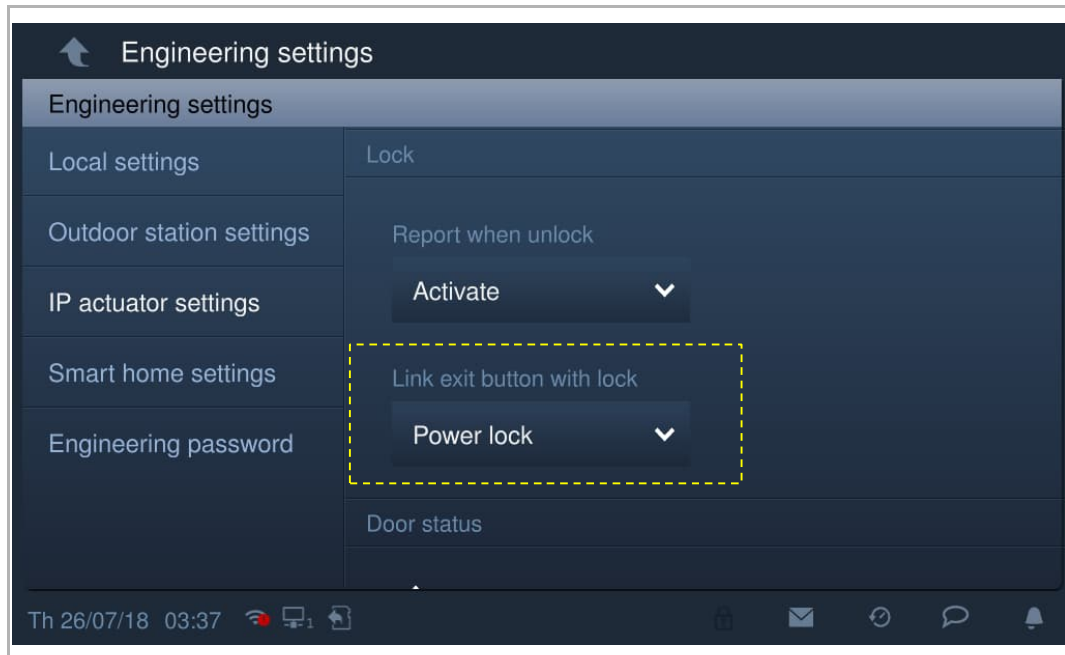 Engineering settings
Engineering settings
Local settings
Outdoor station settings
IP actuator settings
Smart home settings
Engineering password
Lock
Report when unlock
Activate
Link exit button with lock
Power lock
Door status
Th 26/07/18 03:37
1